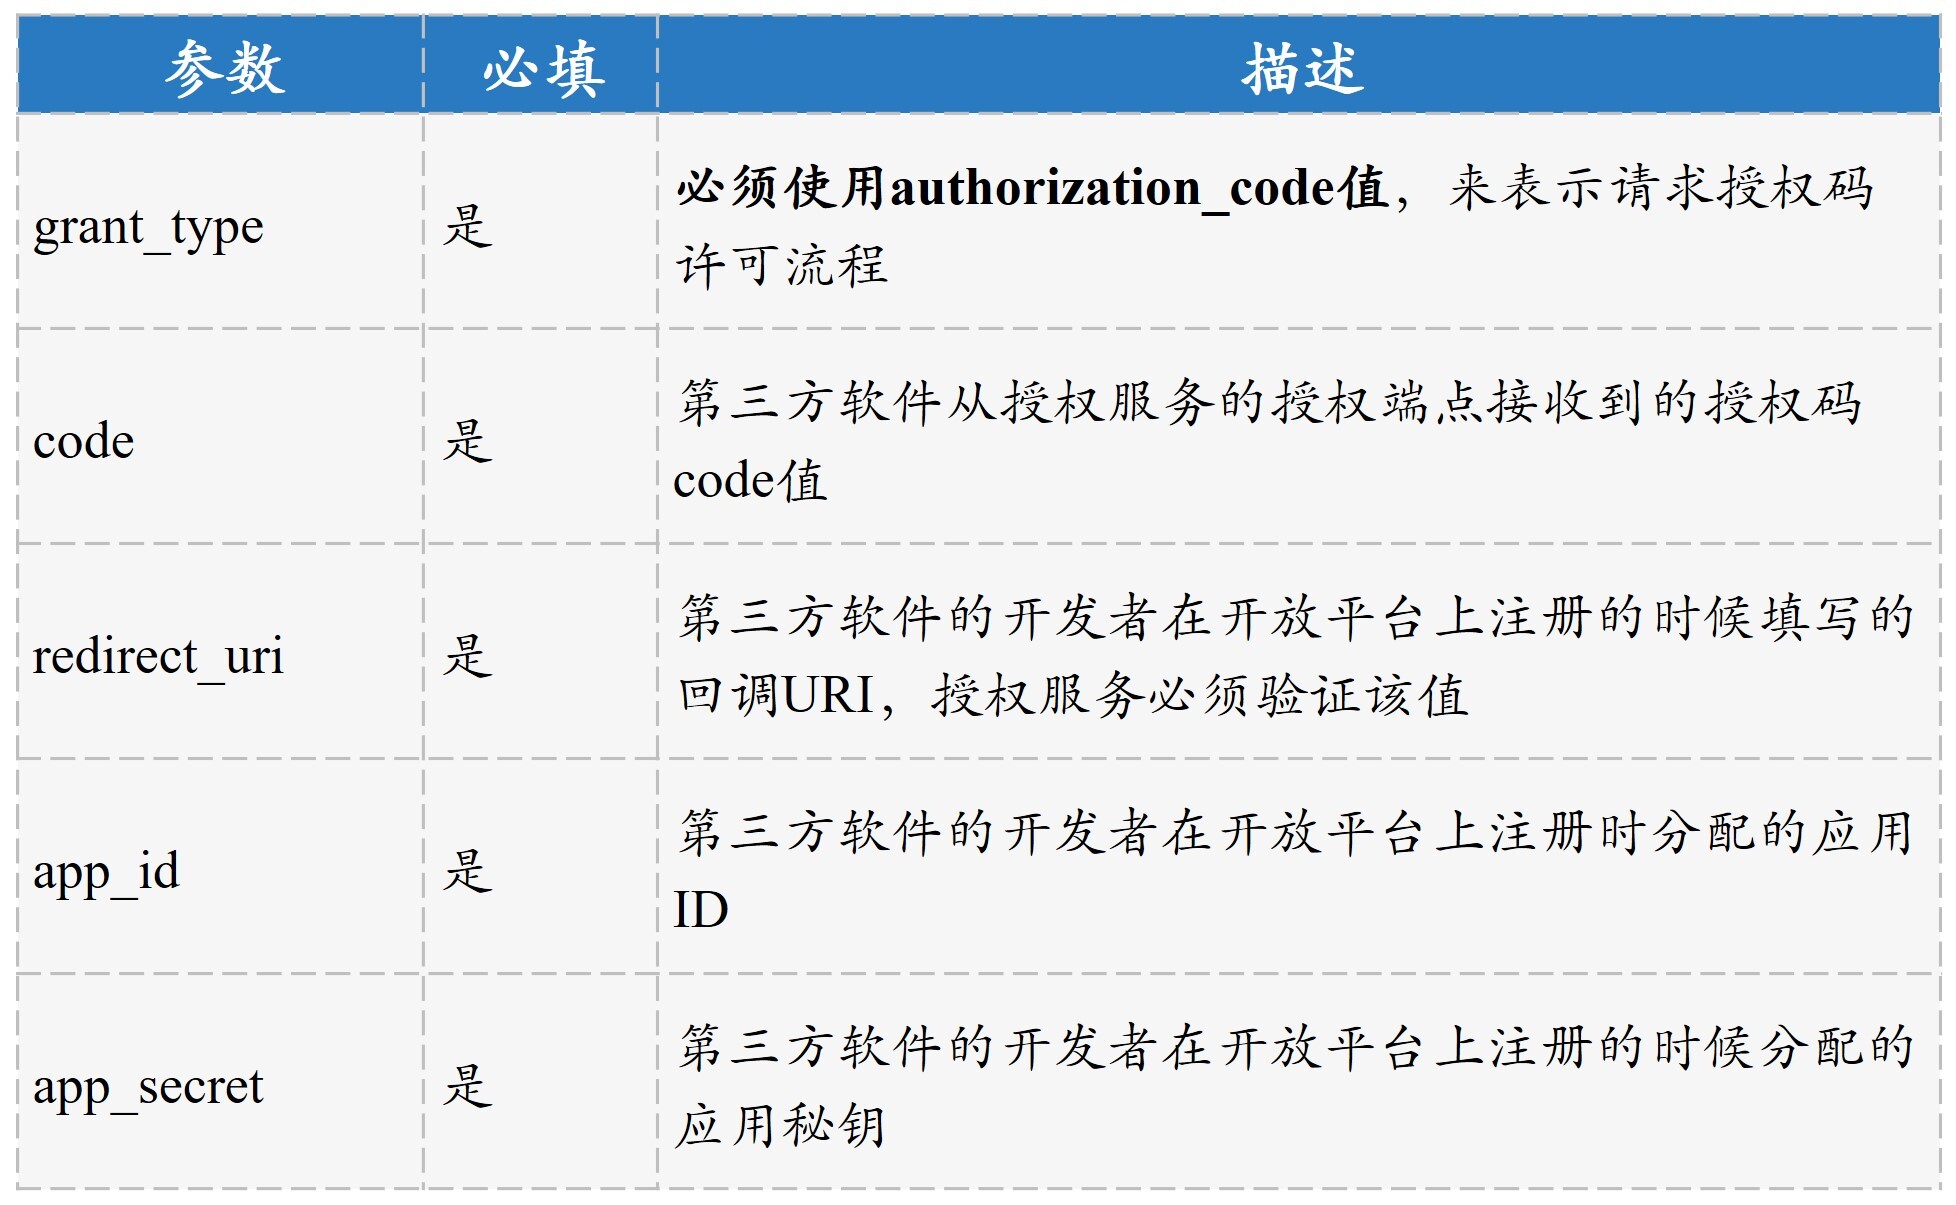 参数 必填 描述
grant_type 是 必须使用authorization_code值，来表示请求授权码
许可流程
code 是 第三方软件从授权服务的授权端点接收到的授权码
code值
redirect_uri 是 第三方软件的开发者在开放平台上注册的时候填写的
回调URI，授权服务必须验证该值
app_id 是 第三方软件的开发者在开放平台上注册时分配的应用
ID
app_secret 是 第三方软件的开发者在开放平台上注册的时候分配的
应用秘钥